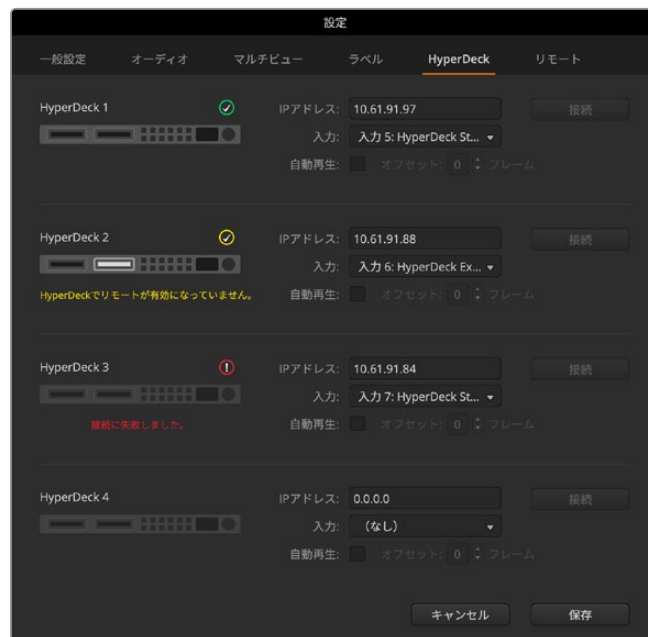 設定
一般設定 オーディオ マルチビュー ラベル HyperDeck リモート
HyperDeck 1
IPアドレス: 10.61.91.97 接続
入力: 入力 5: HyperDeck St...
自動再生: オフセット: 0 フレーム
HyperDeck 2
IPアドレス: 10.61.91.88 接続
入力: 入力 6: HyperDeck Ex...
HyperDeckでリモートが有効になっていません。
自動再生: オフセット: 0 フレーム
HyperDeck 3
IPアドレス: 10.61.91.84 接続
入力: 入力 7: HyperDeck St...
接続に失敗しました。
自動再生: オフセット: 0 フレーム
HyperDeck 4
IPアドレス: 0.0.0.0 接続
入力: （なし）
自動再生: オフセット: 0 フレーム
キャンセル 保存